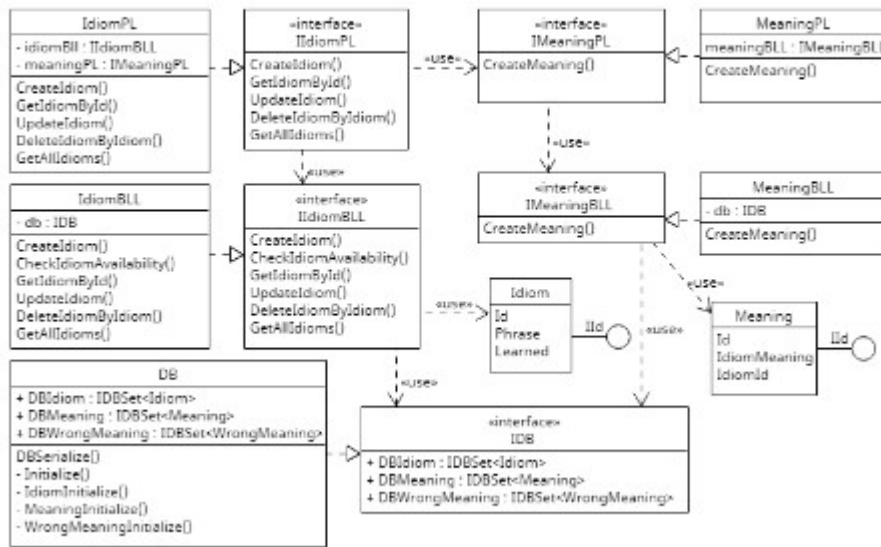 IdiomPL
- idiomBll : IIdiomBLL
- meaningPL : IMeaningPL
CreateIdiom()
GetIdiomById()
UpdateIdiom()
DeleteIdiomByIdiom()
GetAllIdioms()
«interface»
IIdiomPL
CreateIdiom()
GetIdiomById()
UpdateIdiom()
DeleteIdiomByIdiom()
GetAllIdioms()
«use»
«interface»
IMeaningPL
CreateMeaning()
MeaningPL
meaningBLL : IMeaningBLL
CreateMeaning()
«use»
«use»
IdiomBLL
- db : IDB
CreateIdiom()
CheckIdiomAvailability()
GetIdiomById()
UpdateIdiom()
DeleteIdiomByIdiom()
GetAllIdioms()
«interface»
IIdiomBLL
CreateIdiom()
CheckIdiomAvailability()
GetIdiomById()
UpdateIdiom()
DeleteIdiomByIdiom()
GetAllIdioms()
«interface»
IMeaningBLL
CreateMeaning()
MeaningBLL
- db : IDB
CreateMeaning()
«use»
«use»
Idiom
Id
Phrase
Learned
IId
«use»
Meaning
Id
IdiomMeaning
IdiomId
IId
«use»
DB
+ DBIdiom : IDBSet<Idiom>
+ DBMeaning : IDBSet<Meaning>
+ DBWrongMeaning : IDBSet<WrongMeaning>
DBSerialize()
- Initialize()
- IdiomInitialize()
- MeaningInitialize()
- WrongMeaningInitialize()
«interface»
IDB
+ DBIdiom : IDBSet<Idiom>
+ DBMeaning : IDBSet<Meaning>
+ DBWrongMeaning : IDBSet<WrongMeaning>